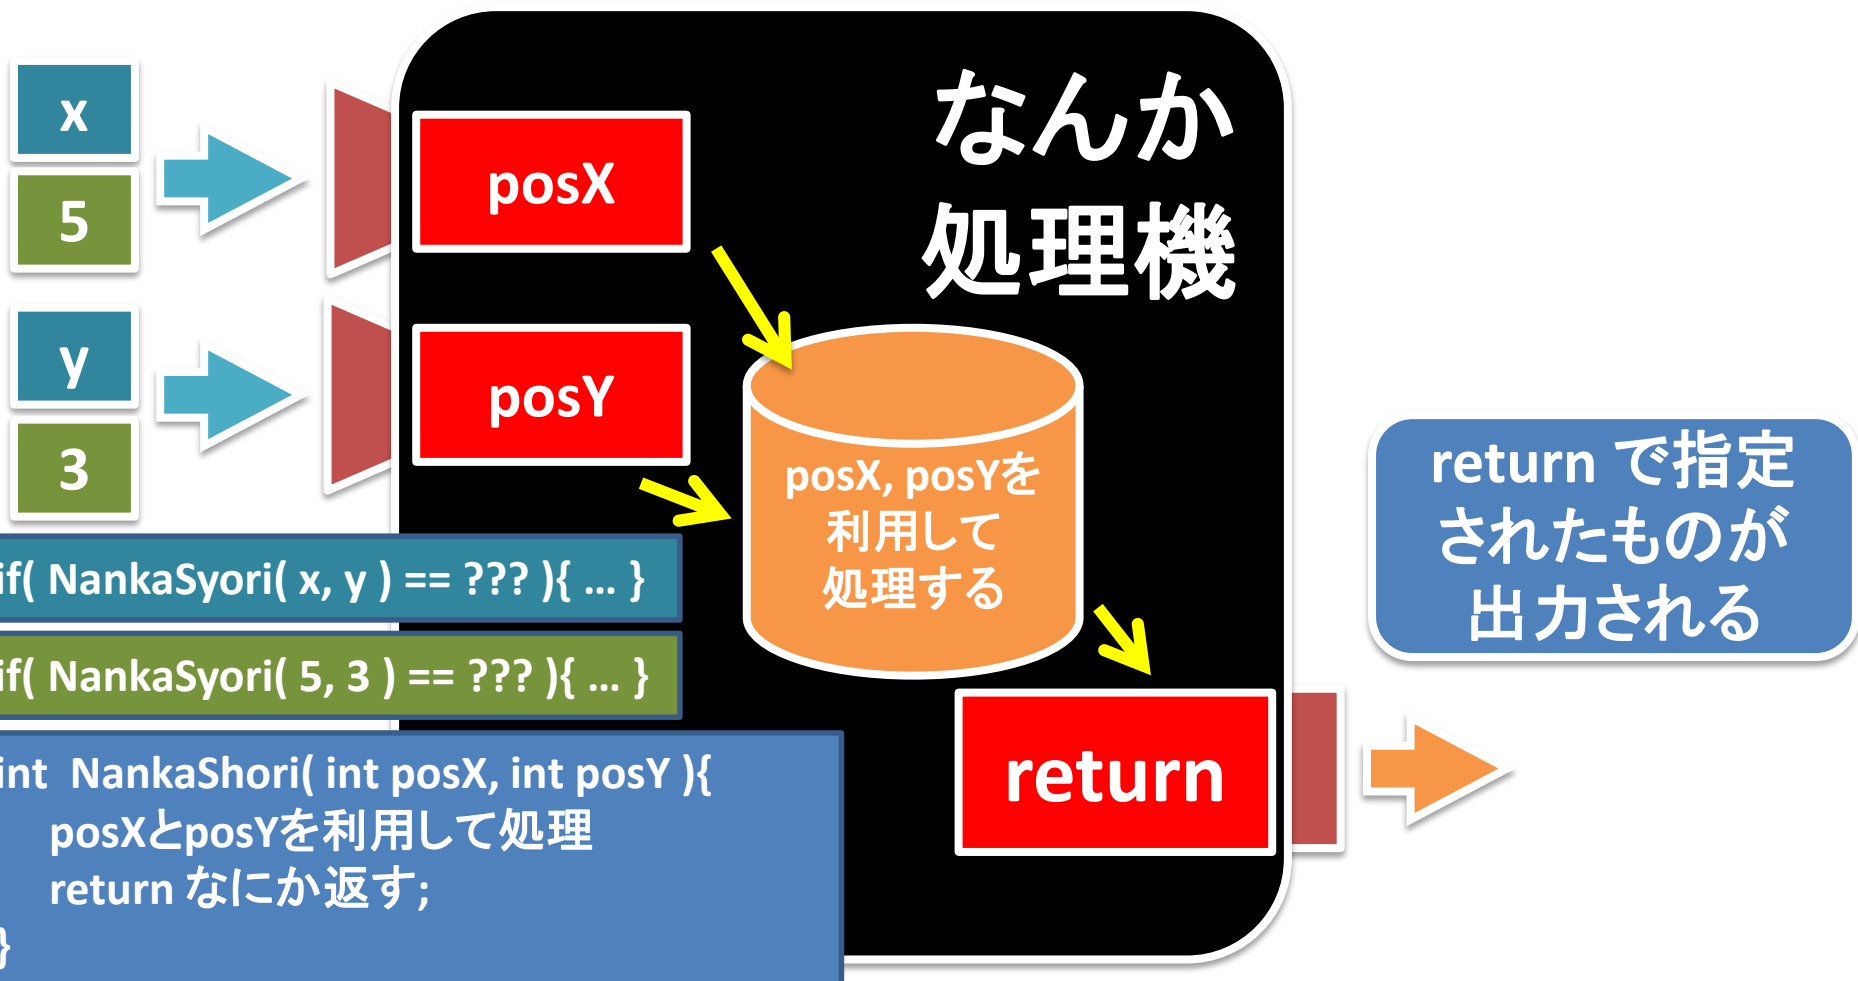 x
5
y
3
posX
posY
なんか
処理機
posX, posYを
利用して
処理する
return
return で指定
されたものが
出力される
if( NankaSyori( x, y ) == ??? ){ … }
if( NankaSyori( 5, 3 ) == ??? ){ … }
int  NankaShori( int posX, int posY ){
posXとposYを利用して処理
return なにか返す;
}